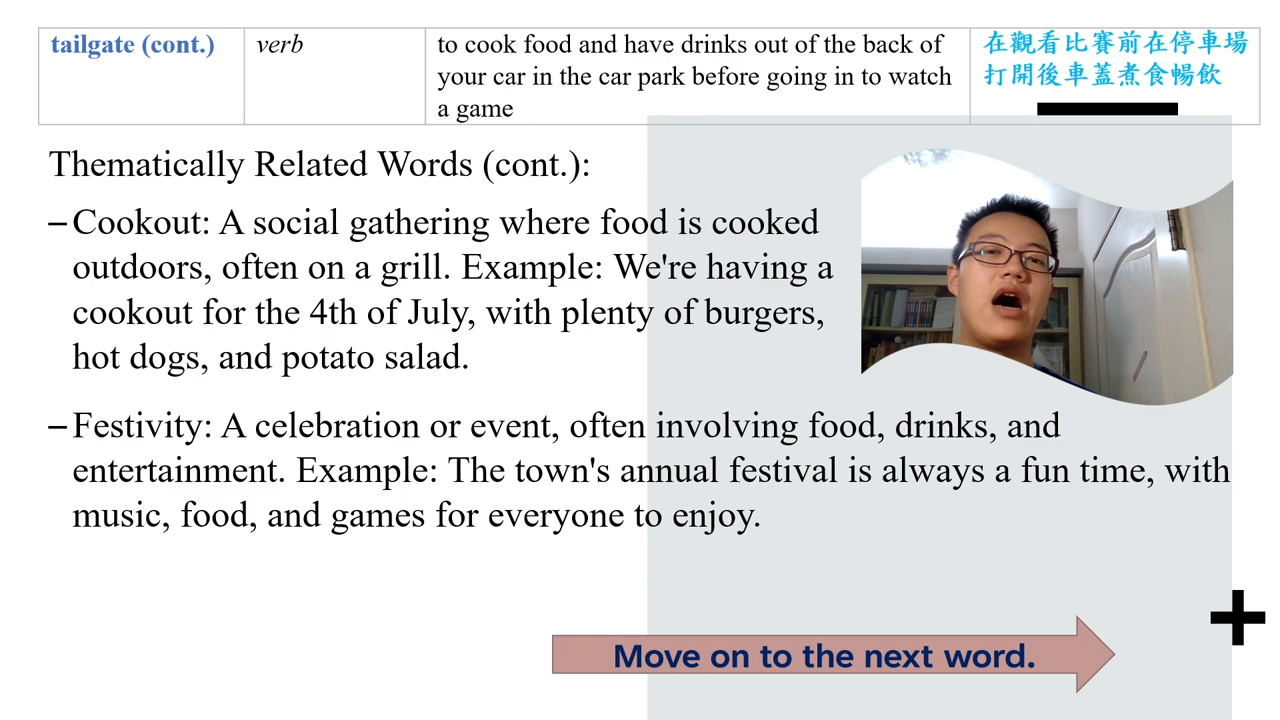 tailgate (cont.)
verb
to cook food and have drinks out of the back of
your car in the car park before going in to watch
a game
在觀看比賽前在停車場
打開後車蓋煮食暢飲
Thematically Related Words (cont.):
–Cookout: A social gathering where food is cooked
outdoors, often on a grill. Example: We're having a
cookout for the 4th of July, with plenty of burgers,
hot dogs, and potato salad.
–Festivity: A celebration or event, often involving food, drinks, and
entertainment. Example: The town's annual festival is always a fun time, with
music, food, and games for everyone to enjoy.
Move on to the next word.